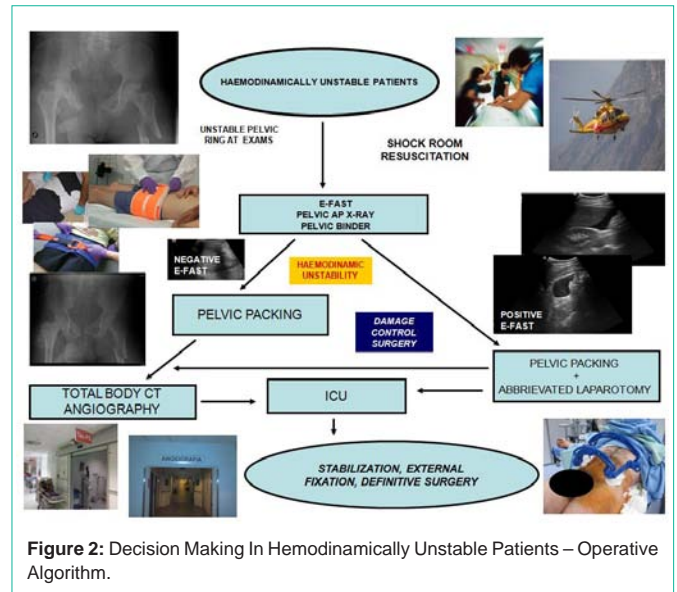 HAEMODINAMICALLY UNSTABLE PATIENTS
UNSTABLE PELVIC
RING AT EXAMS
SHOCK ROOM
RESUSCITATION
E-FAST
PELVIC AP X-RAY
PELVIC BINDER
NEGATIVE
E-FAST
HAEMODINAMIC
UNSTABILITY
POSITIVE
E-FAST
PELVIC PACKING
DAMAGE
CONTROL
SURGERY
PELVIC PACKING
+
ABBRIEVATED LAPAROTOMY
TOTAL BODY CT
ANGIOGRAPHY
ICU
STABILIZATION, EXTERNAL
FIXATION, DEFINITIVE SURGERY
Figure 2: Decision Making In Hemodinamically Unstable Patients – Operative
Algorithm.